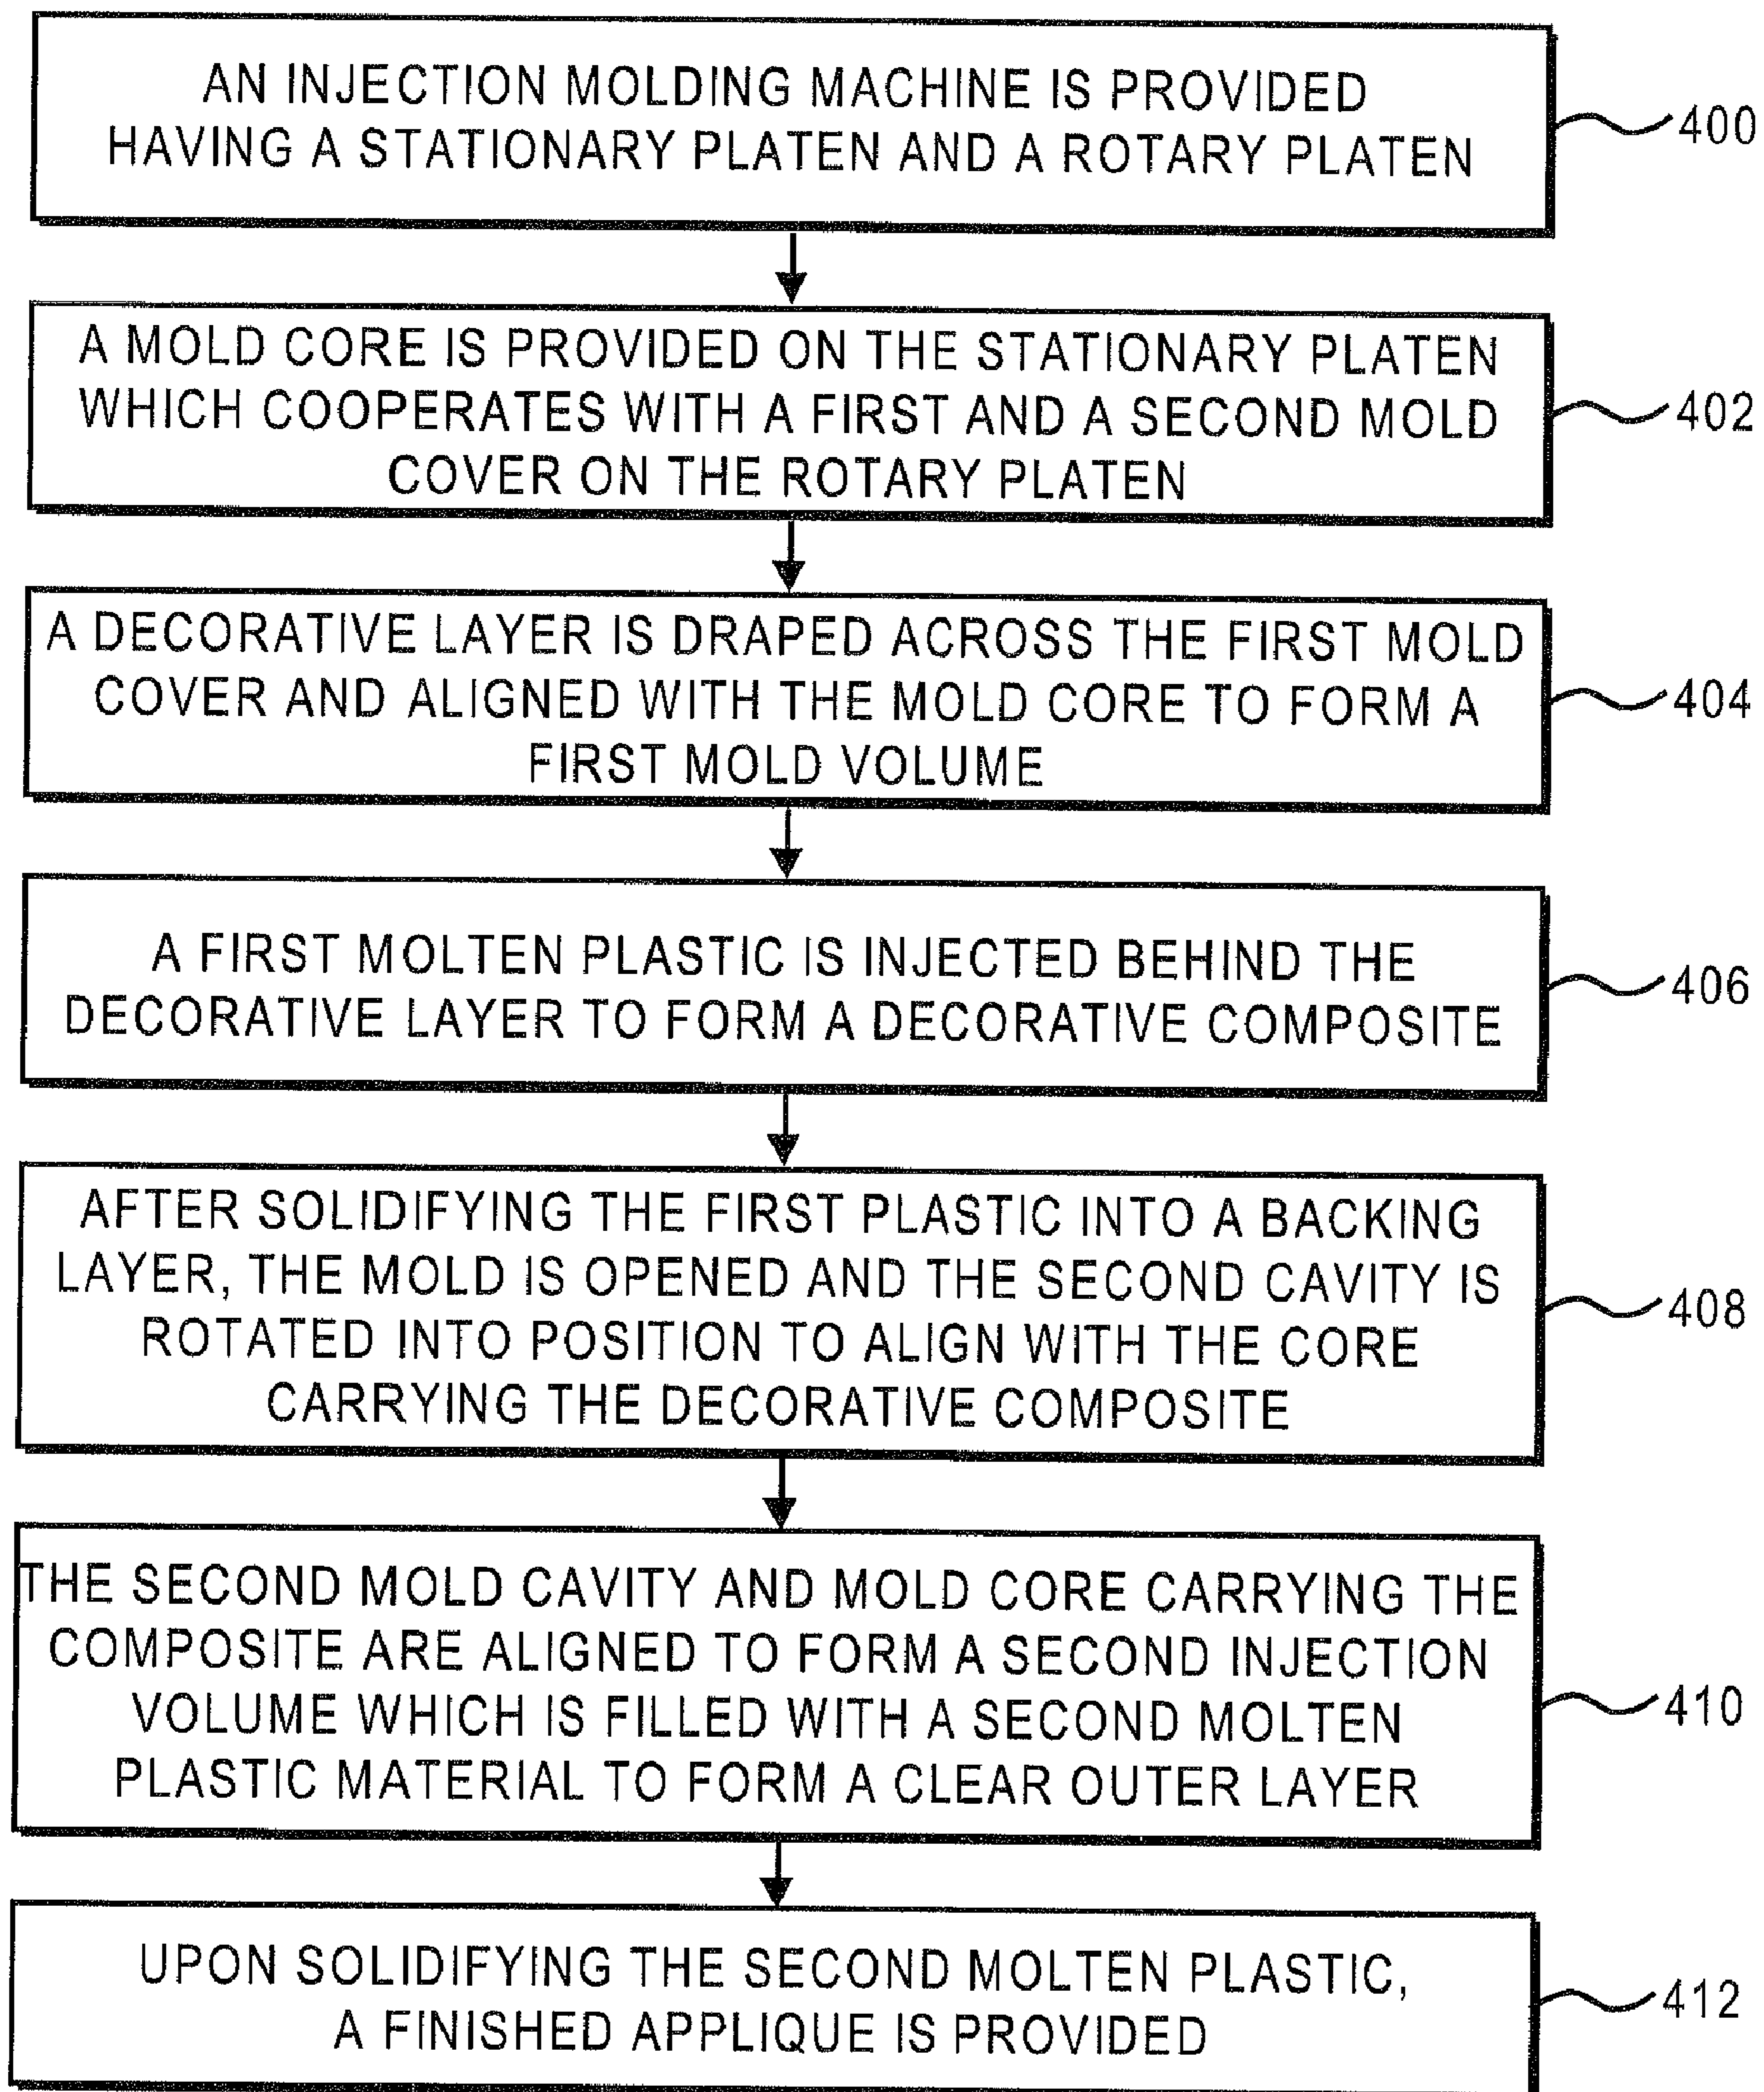 AN INJECTION MOLDING MACHINE IS PROVIDED
HAVING A STATIONARY PLATEN AND A ROTARY PLATEN
400
A MOLD CORE IS PROVIDED ON THE STATIONARY PLATEN
WHICH COOPERATES WITH A FIRST AND A SECOND MOLD
COVER ON THE ROTARY PLATEN
402
A DECORATIVE LAYER IS DRAPED ACROSS THE FIRST MOLD
COVER AND ALIGNED WITH THE MOLD CORE TO FORM A
FIRST MOLD VOLUME
404
A FIRST MOLTEN PLASTIC IS INJECTED BEHIND THE
DECORATIVE LAYER TO FORM A DECORATIVE COMPOSITE
406
AFTER SOLIDIFYING THE FIRST PLASTIC INTO A BACKING
LAYER, THE MOLD IS OPENED AND THE SECOND CAVITY IS
ROTATED INTO POSITION TO ALIGN WITH THE CORE
CARRYING THE DECORATIVE COMPOSITE
408
THE SECOND MOLD CAVITY AND MOLD CORE CARRYING THE
COMPOSITE ARE ALIGNED TO FORM A SECOND INJECTION
VOLUME WHICH IS FILLED WITH A SECOND MOLTEN
PLASTIC MATERIAL TO FORM A CLEAR OUTER LAYER
410
UPON SOLIDIFYING THE SECOND MOLTEN PLASTIC,
A FINISHED APPLIQUE IS PROVIDED
412